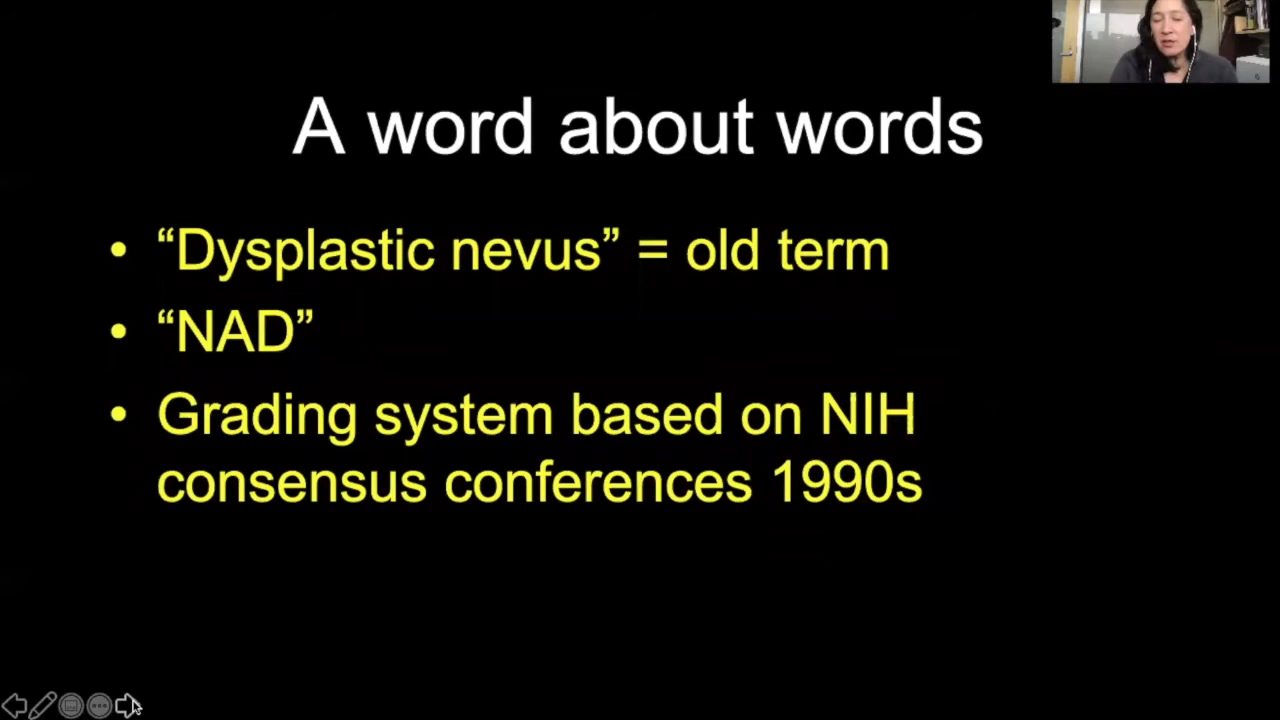 A word about words
• “Dysplastic nevus” = old term
• “NAD”
• Grading system based on NIH
consensus conferences 1990s